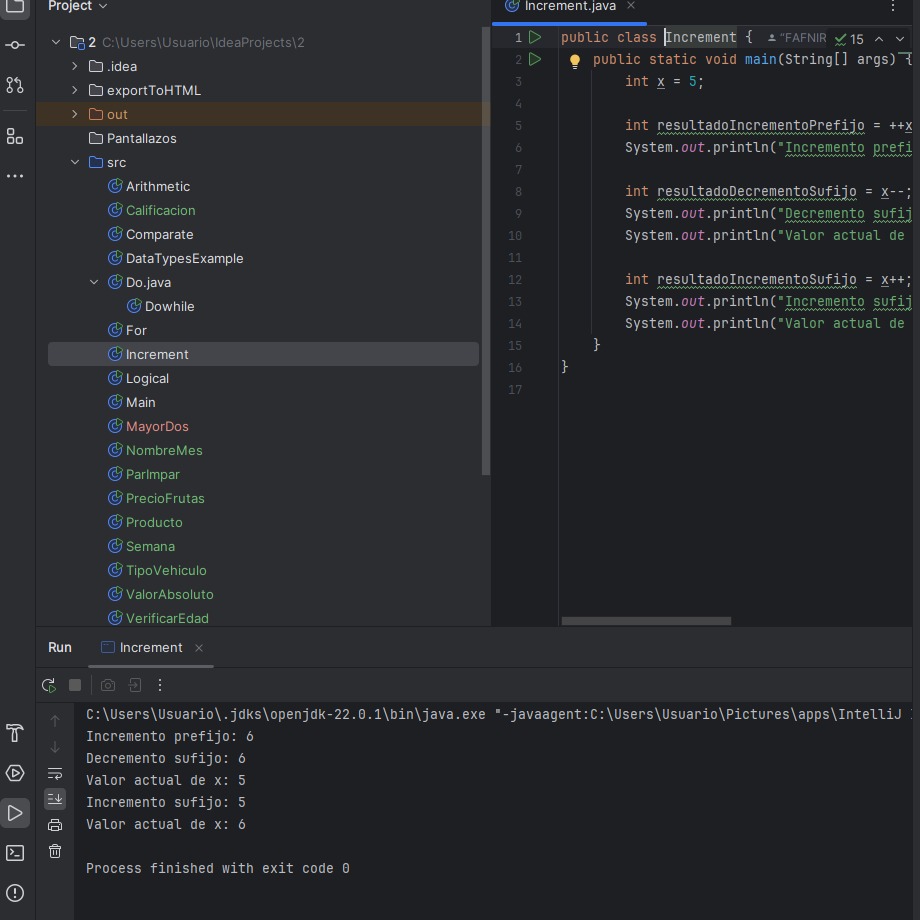 Project
2 C:\Users\Usuario\IdeaProjects\2
.idea
exportToHTML
out
Pantallazos
src
Arithmetic
Calificacion
Comparate
DataTypesExample
Do.java
Dowhile
For
Increment
Logical
Main
MayorDos
NombreMes
ParImpar
PrecioFrutas
Producto
Semana
TipoVehiculo
ValorAbsoluto
VerificarEdad
Increment.java
1 public class Increment { "FAFNIR 15
2 public static void main(String[] args) {
3 int x = 5;
4
5 int resultadoIncrementoPrefijo = ++x
6 System.out.println("Incremento prefi
7
8 int resultadoDecrementoSufijo = x--;
9 System.out.println("Decremento sufij
10 System.out.println("Valor actual de
11
12 int resultadoIncrementoSufijo = x++;
13 System.out.println("Incremento sufij
14 System.out.println("Valor actual de
15 }
16 }
17
Run Increment
C:\Users\Usuario\.jdks\openjdk-22.0.1\bin\java.exe "-javaagent:C:\Users\Usuario\Pictures\apps\IntelliJ
Incremento prefijo: 6
Decremento sufijo: 6
Valor actual de x: 5
Incremento sufijo: 5
Valor actual de x: 6
Process finished with exit code 0